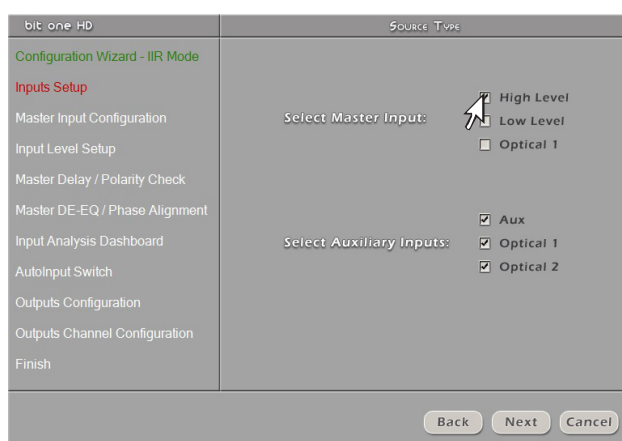 bit one HD
Source Type
Configuration Wizard - IIR Mode
Inputs Setup
Master Input Configuration
Input Level Setup
Master Delay / Polarity Check
Master DE-EQ / Phase Alignment
Input Analysis Dashboard
AutoInput Switch
Outputs Configuration
Outputs Channel Configuration
Finish
Select Master Input:
High Level
Low Level
Optical 1
Select Auxiliary Inputs:
Aux
Optical 1
Optical 2
Back
Next
Cancel